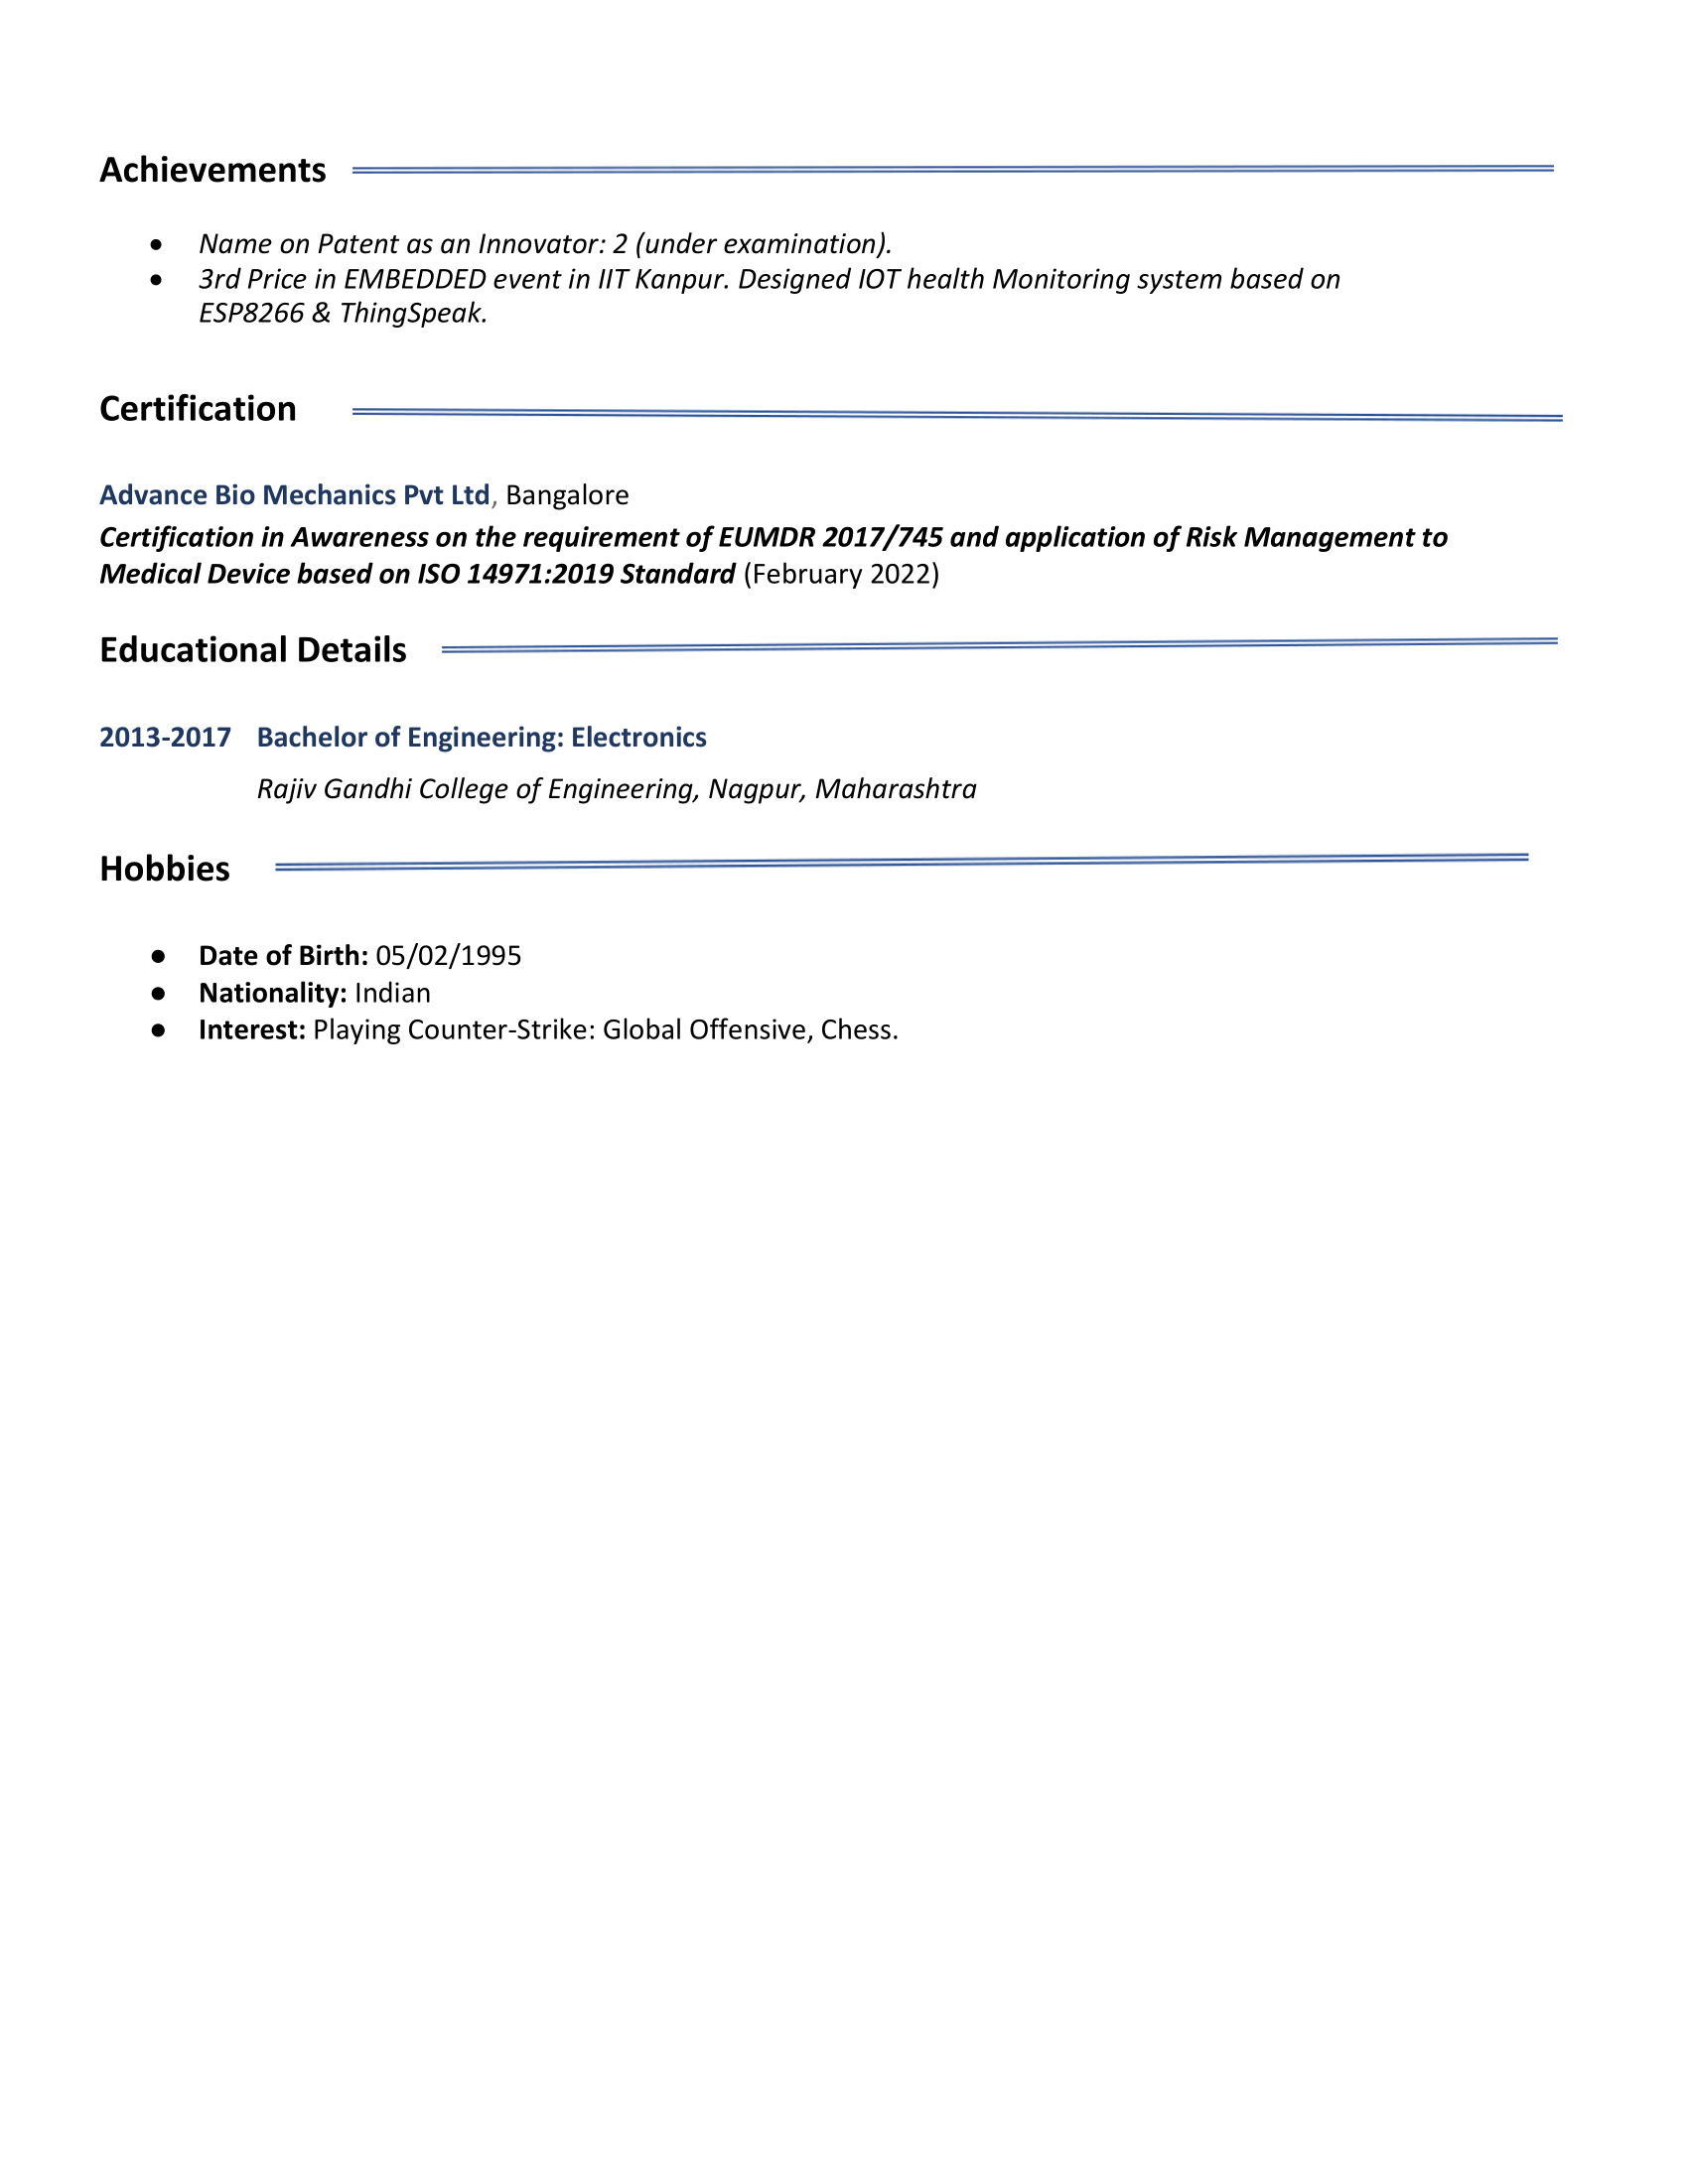 Achievements
• Name on Patent as an Innovator: 2 (under examination).
• 3rd Price in EMBEDDED event in IIT Kanpur. Designed IOT health Monitoring system based on
ESP8266 & ThingSpeak.
Certification
Advance Bio Mechanics Pvt Ltd, Bangalore
Certification in Awareness on the requirement of EUMDR 2017/745 and application of Risk Management to
Medical Device based on ISO 14971:2019 Standard (February 2022)
Educational Details
2013-2017 Bachelor of Engineering: Electronics
Rajiv Gandhi College of Engineering, Nagpur, Maharashtra
Hobbies
● Date of Birth: 05/02/1995
● Nationality: Indian
● Interest: Playing Counter-Strike: Global Offensive, Chess.